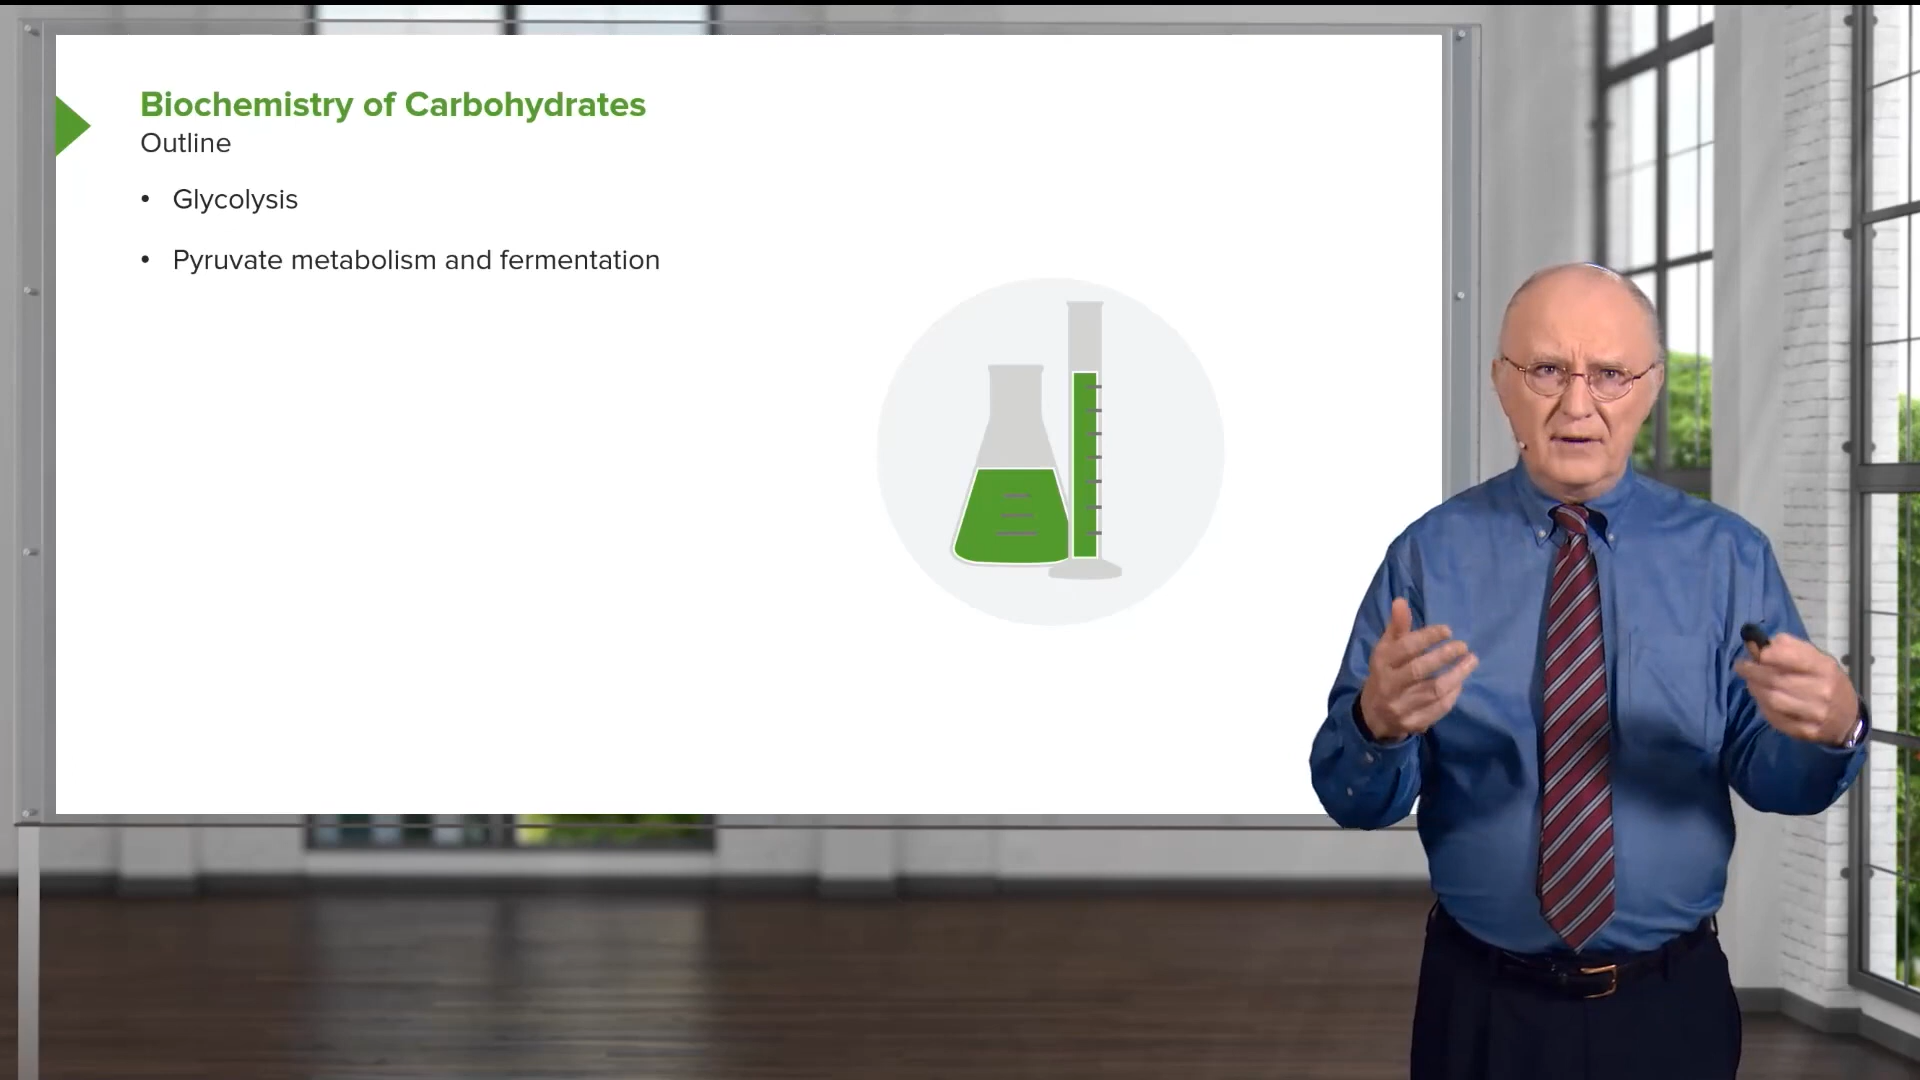 Biochemistry of Carbohydrates
Outline
• Glycolysis
• Pyruvate metabolism and fermentation